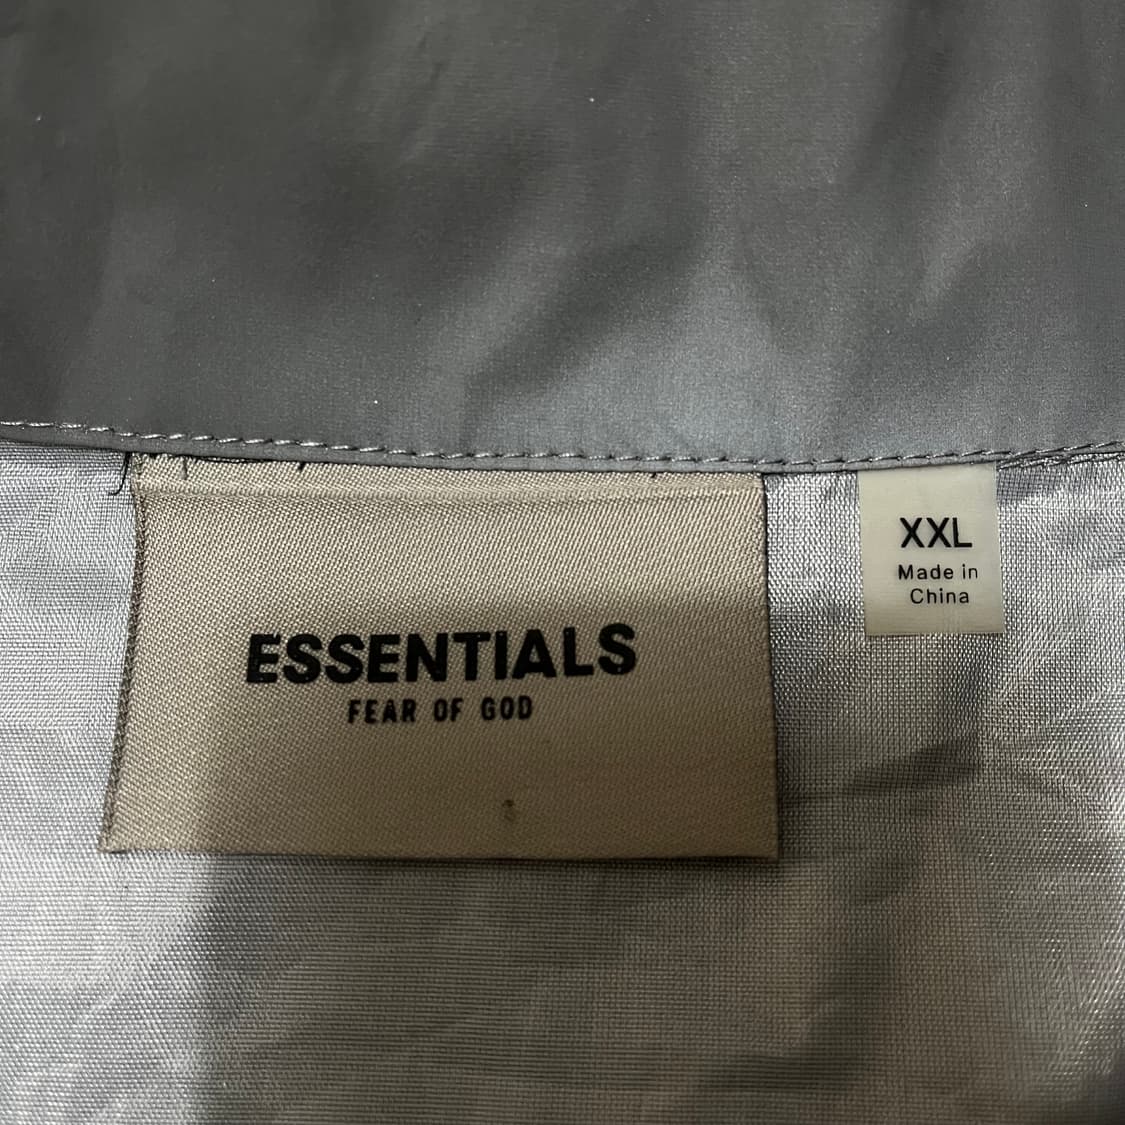 ESSENTIALS
FEAR OF GOD
XXL
Made in
China